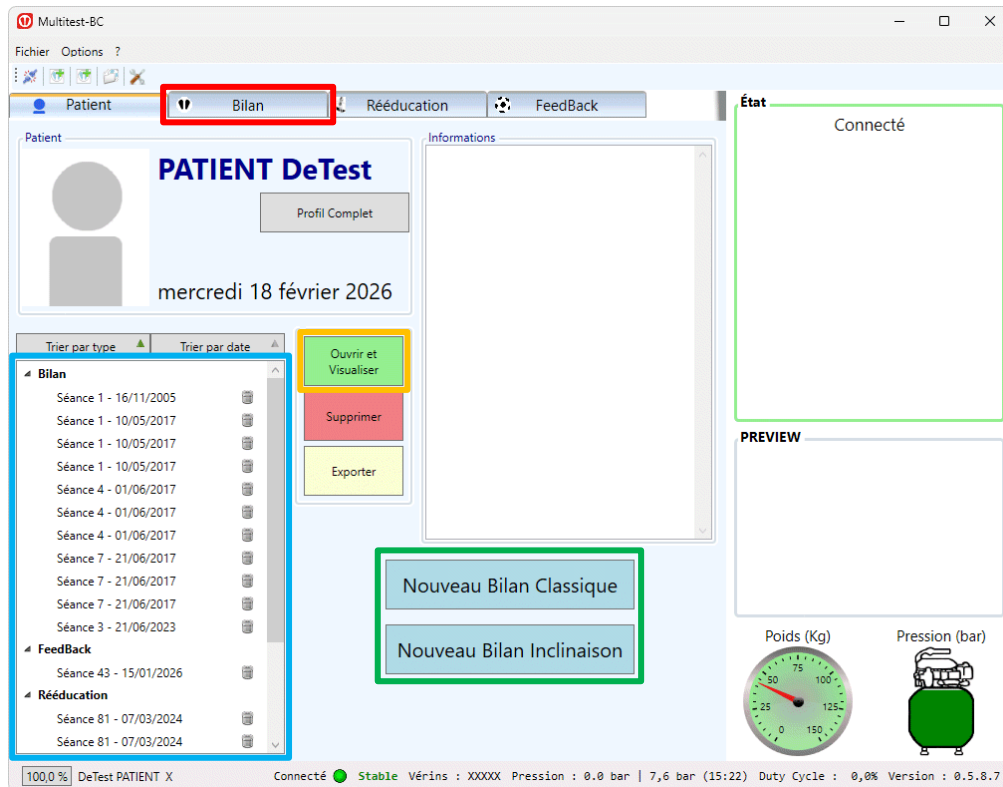 Multitest-BC
Fichier Options ?
Patient
Bilan
Rééducation
FeedBack
Patient
PATIENT DeTest
Profil Complet
mercredi 18 février 2026
Informations
Trier par type
Trier par date
Bilan
Séance 1 - 16/11/2005
Séance 1 - 10/05/2017
Séance 1 - 10/05/2017
Séance 1 - 10/05/2017
Séance 4 - 01/06/2017
Séance 4 - 01/06/2017
Séance 4 - 01/06/2017
Séance 7 - 21/06/2017
Séance 7 - 21/06/2017
Séance 7 - 21/06/2017
Séance 3 - 21/06/2023
FeedBack
Séance 43 - 15/01/2026
Rééducation
Séance 81 - 07/03/2024
Séance 81 - 07/03/2024
Ouvrir et
Visualiser
Supprimer
Exporter
Nouveau Bilan Classique
Nouveau Bilan Inclinaison
État
Connecté
PREVIEW
Poids (Kg)
0
25
50
75
100
125
150
Pression (bar)
100,0 % DeTest PATIENT X Connecté Stable Vérins : XXXXX Pression : 0.0 bar | 7,6 bar (15:22) Duty Cycle : 0,0% Version : 0.5.8.7